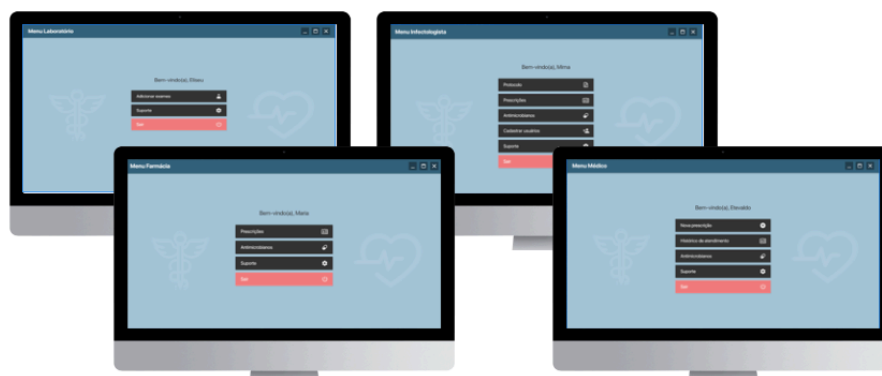 Menu Laboratório
Bem-vindo(a), Eliseu
Adicionar exames
Suporte
Sair
Menu Infectologista
Bem-vindo(a), Mirna
Protocolo
Prescrições
Antimicrobianos
Cadastrar usuários
Suporte
Sair
Menu Farmácia
Bem-vindo(a), Maria
Prescrições
Antimicrobianos
Suporte
Sair
Menu Médico
Bem-vindo(a), Etevaldo
Nova prescrição
Histórico de atendimento
Antimicrobianos
Suporte
Sair